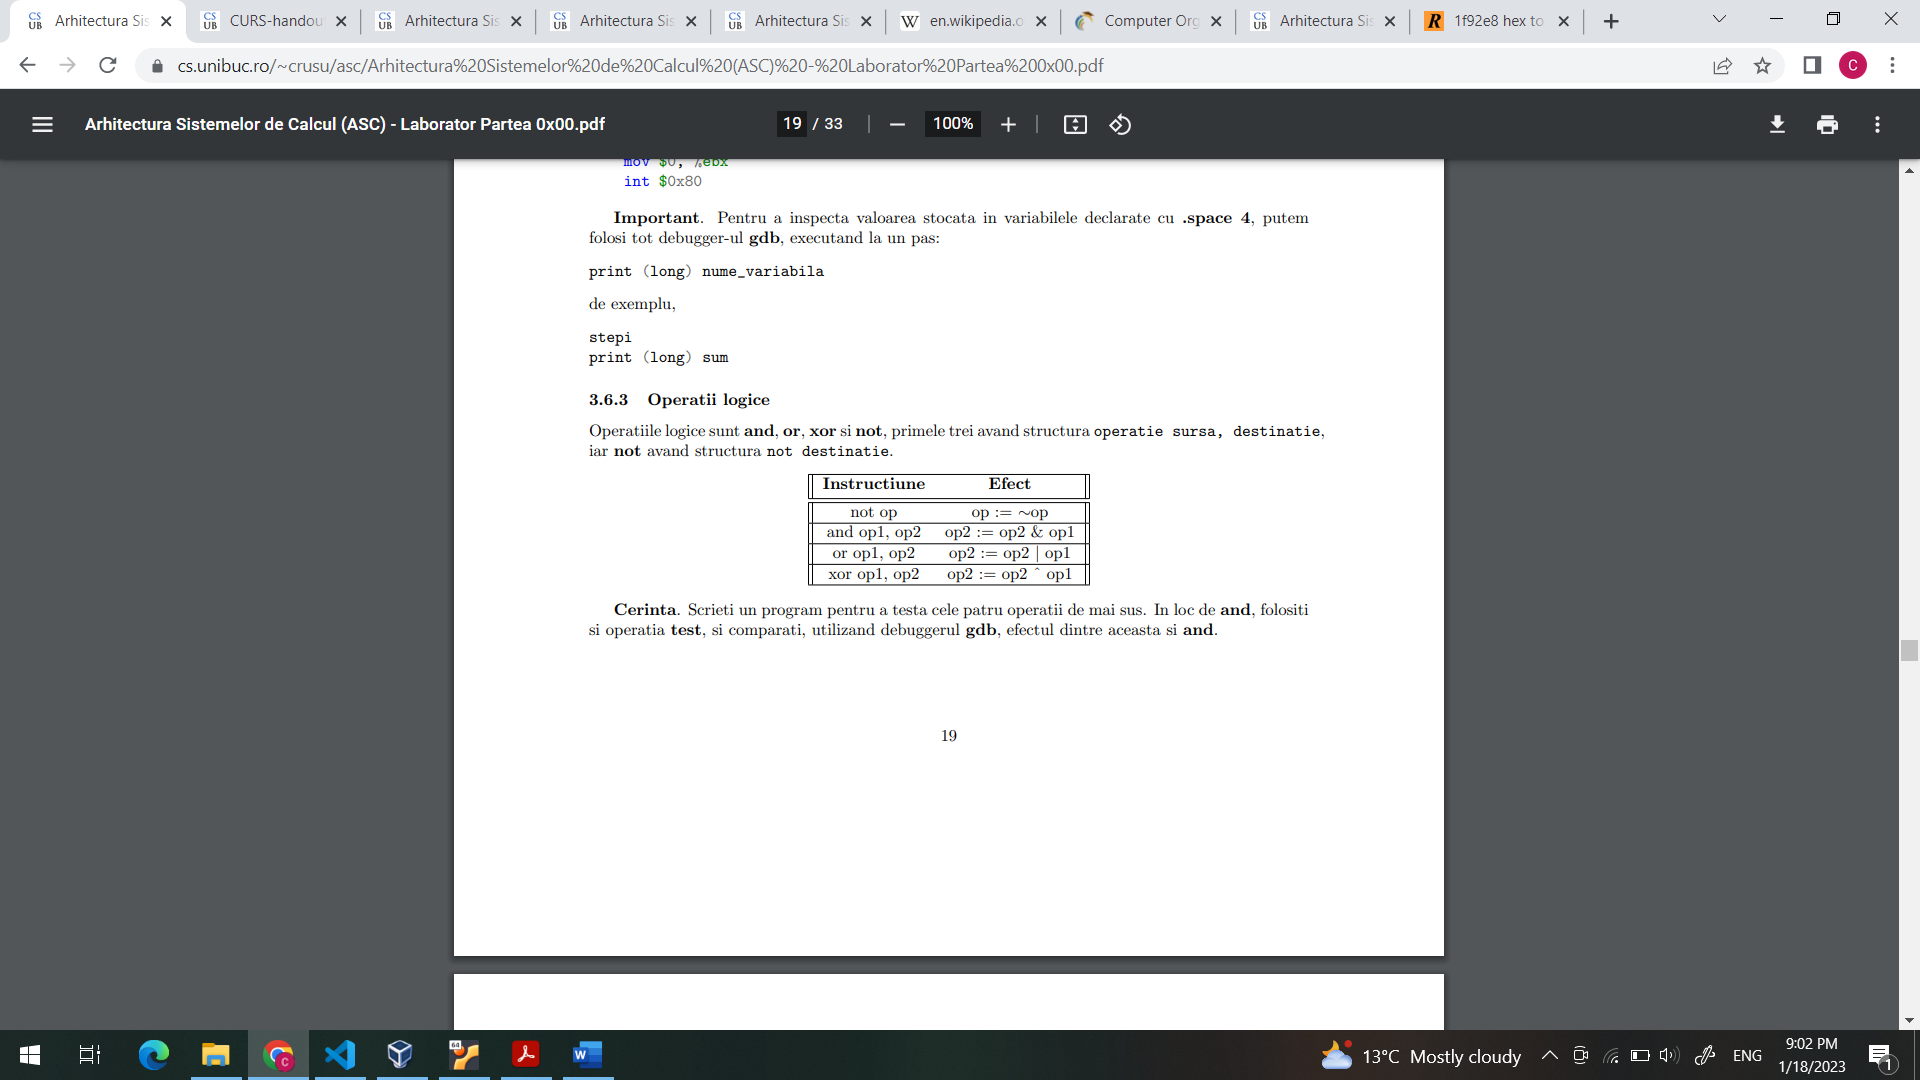 Arhitectura Sis
CURS-handou
Arhitectura Sis
Arhitectura Sis
Arhitectura Sis
en.wikipedia.o
Computer Org
Arhitectura Sis
1f92e8 hex to
cs.unibuc.ro/~crusu/asc/Arhitectura%20Sistemelor%20de%20Calcul%20(ASC)%20-%20Laborator%20Partea%200x00.pdf
C
Arhitectura Sistemelor de Calcul (ASC) - Laborator Partea 0x00.pdf
19 / 33
100%
mov $0, %ebx
int $0x80
Important. Pentru a inspecta valoarea stocata in variabilele declarate cu .space 4, putem
folosi tot debugger-ul gdb, executand la un pas:
print (long) nume_variabila
de exemplu,
stepi
print (long) sum
3.6.3 Operatii logice
Operatiile logice sunt and, or, xor si not, primele trei avand structura operatie sursa, destinatie,
iar not avand structura not destinatie.
Instructiune Efect
not op op := ~op
and op1, op2 op2 := op2 & op1
or op1, op2 op2 := op2 | op1
xor op1, op2 op2 := op2 ^ op1
Cerinta. Scrieti un program pentru a testa cele patru operatii de mai sus. In loc de and, folositi
si operatia test, si comparati, utilizand debuggerul gdb, efectul dintre aceasta si and.
19
13°C Mostly cloudy
ENG
9:02 PM
1/18/2023
1